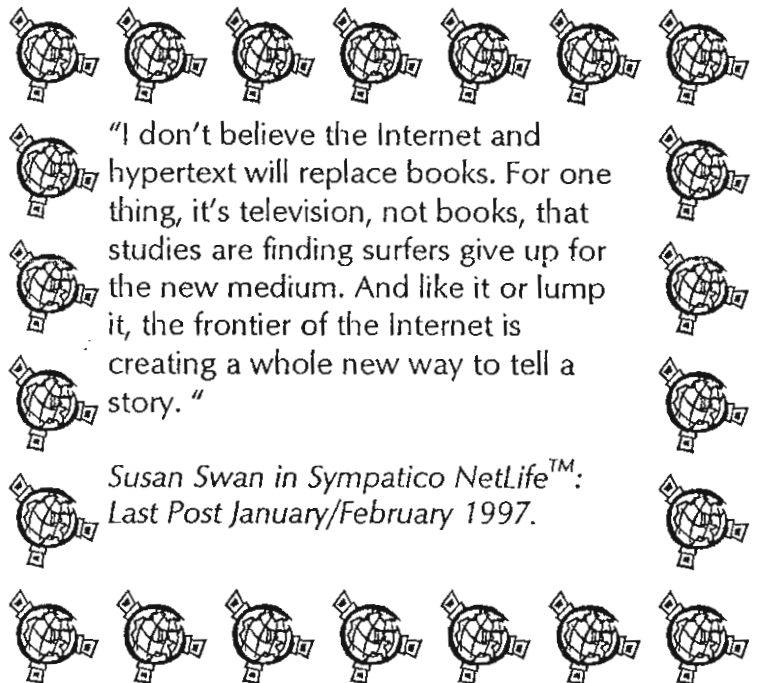 "I don't believe the Internet and
hypertext will replace books. For one
thing, it's television, not books, that
studies are finding surfers give up for
the new medium. And like it or lump
it, the frontier of the Internet is
creating a whole new way to tell a
story. "
Susan Swan in Sympatico NetLife™:
Last Post January/February 1997.